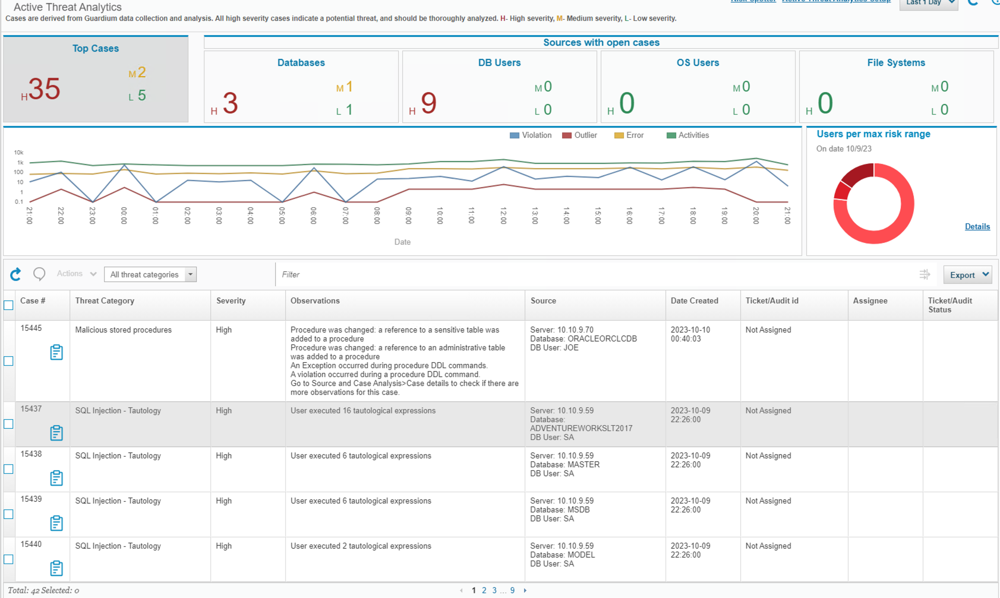 Risk Spotter Active Threat Analytics Setup Last 1 Day
Active Threat Analytics
Cases are derived from Guardium data collection and analysis. All high severity cases indicate a potential threat, and should be thoroughly analyzed. H- High severity, M- Medium severity, L- Low severity.
Top Cases
H 35
M 2
L 5
Sources with open cases
Databases
H 3
M 1
L 1
DB Users
H 9
M 0
L 0
OS Users
H 0
M 0
L 0
File Systems
H 0
M 0
L 0
Violation Outlier Error Activities
10k
1k
100
10
1
0.1
21:00 22:00 23:00 00:00 01:00 02:00 03:00 04:00 05:00 06:00 07:00 08:00 09:00 10:00 11:00 12:00 13:00 14:00 15:00 16:00 17:00 18:00 19:00 20:00 21:00
Date
Users per max risk range
On date 10/9/23
Details
Actions All threat categories Filter Export
Case # Threat Category Severity Observations Source Date Created Ticket/Audit id Assignee Ticket/Audit
Status
15445 Malicious stored procedures High
Procedure was changed: a reference to a sensitive table was
added to a procedure
Procedure was changed: a reference to an administrative table
was added to a procedure
An Exception occurred during procedure DDL commands.
A violation occurred during a procedure DDL command.
Go to Source and Case Analysis>Case details to check if there are
more observations for this case.
Server: 10.10.9.70
Database: ORACLEORCLCDB
DB User: JOE
2023-10-10
00:40:03
Not Assigned
15437 SQL Injection - Tautology High User executed 16 tautological expressions
Server: 10.10.9.59
Database:
ADVENTUREWORKSLT2017
DB User: SA
2023-10-09
22:26:00
Not Assigned
15438 SQL Injection - Tautology High User executed 6 tautological expressions
Server: 10.10.9.59
Database: MASTER
DB User: SA
2023-10-09
22:26:00
Not Assigned
15439 SQL Injection - Tautology High User executed 6 tautological expressions
Server: 10.10.9.59
Database: MSDB
DB User: SA
2023-10-09
22:26:00
Not Assigned
15440 SQL Injection - Tautology High User executed 2 tautological expressions
Server: 10.10.9.59
Database: MODEL
DB User: SA
2023-10-09
22:26:00
Not Assigned
Total: 42 Selected: 0
1 2 3 ... 9